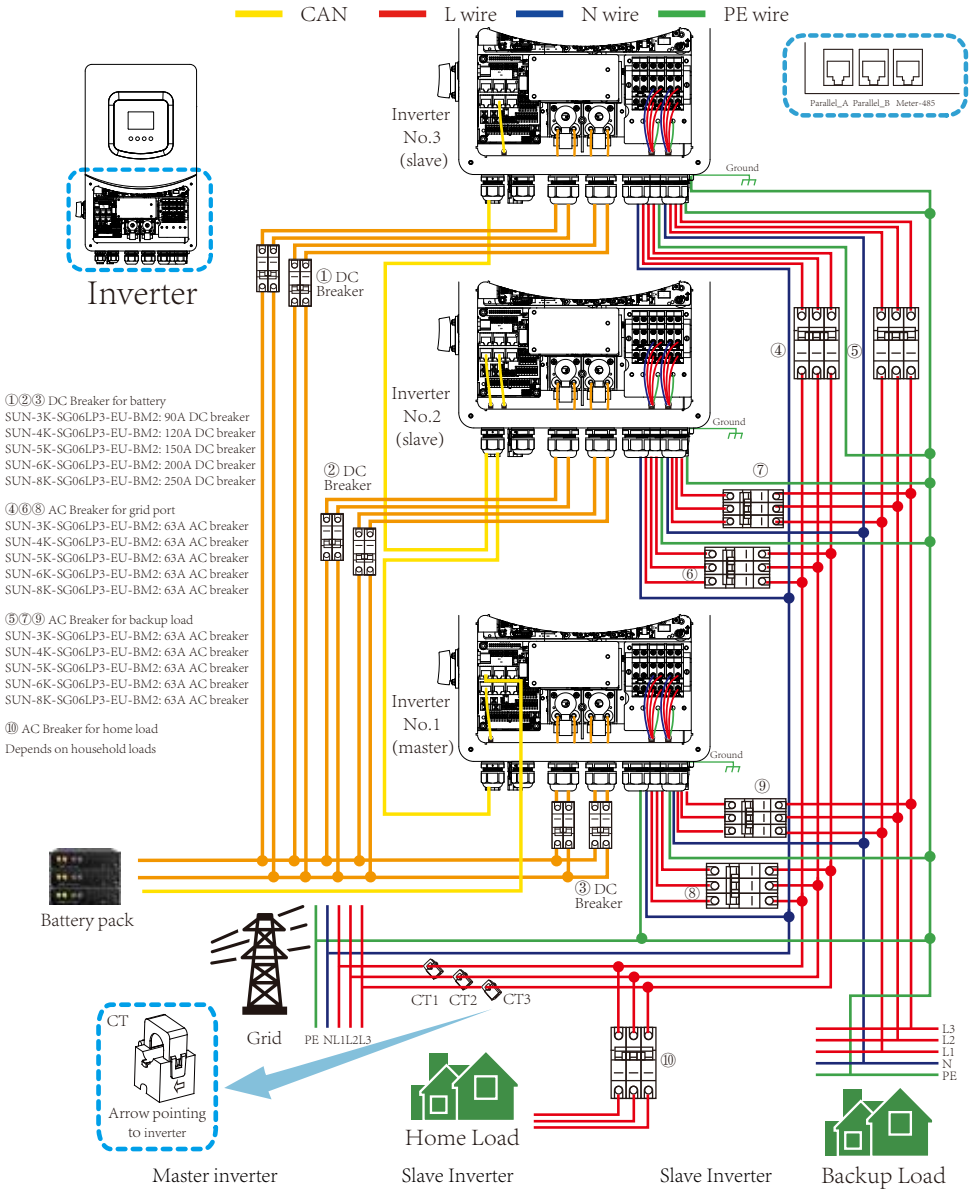 CAN L wire N wire PE wire
Parallel_A Parallel_B Meter-485
Inverter
No.3
(slave)
Ground
Inverter
① DC
Breaker
④ ⑤
Inverter
No.2
(slave)
Ground
①②③ DC Breaker for battery
SUN-3K-SG06LP3-EU-BM2: 90A DC breaker
SUN-4K-SG06LP3-EU-BM2: 120A DC breaker
SUN-5K-SG06LP3-EU-BM2: 150A DC breaker
SUN-6K-SG06LP3-EU-BM2: 200A DC breaker
SUN-8K-SG06LP3-EU-BM2: 250A DC breaker
② DC
Breaker
⑦
④⑥⑧ AC Breaker for grid port
SUN-3K-SG06LP3-EU-BM2: 63A AC breaker
SUN-4K-SG06LP3-EU-BM2: 63A AC breaker
SUN-5K-SG06LP3-EU-BM2: 63A AC breaker
SUN-6K-SG06LP3-EU-BM2: 63A AC breaker
SUN-8K-SG06LP3-EU-BM2: 63A AC breaker
⑥
⑤⑦⑨ AC Breaker for backup load
SUN-3K-SG06LP3-EU-BM2: 63A AC breaker
SUN-4K-SG06LP3-EU-BM2: 63A AC breaker
SUN-5K-SG06LP3-EU-BM2: 63A AC breaker
SUN-6K-SG06LP3-EU-BM2: 63A AC breaker
SUN-8K-SG06LP3-EU-BM2: 63A AC breaker
⑩ AC Breaker for home load
Depends on household loads
Inverter
No.1
(master)
Ground
⑨
③ DC
Breaker
⑧
Battery pack
CT1 CT2 CT3
Grid
PE NL1L2L3
CT
Arrow pointing
to inverter
⑩
L3
L2
L1
N
PE
Home Load
Backup Load
Master inverter Slave Inverter Slave Inverter